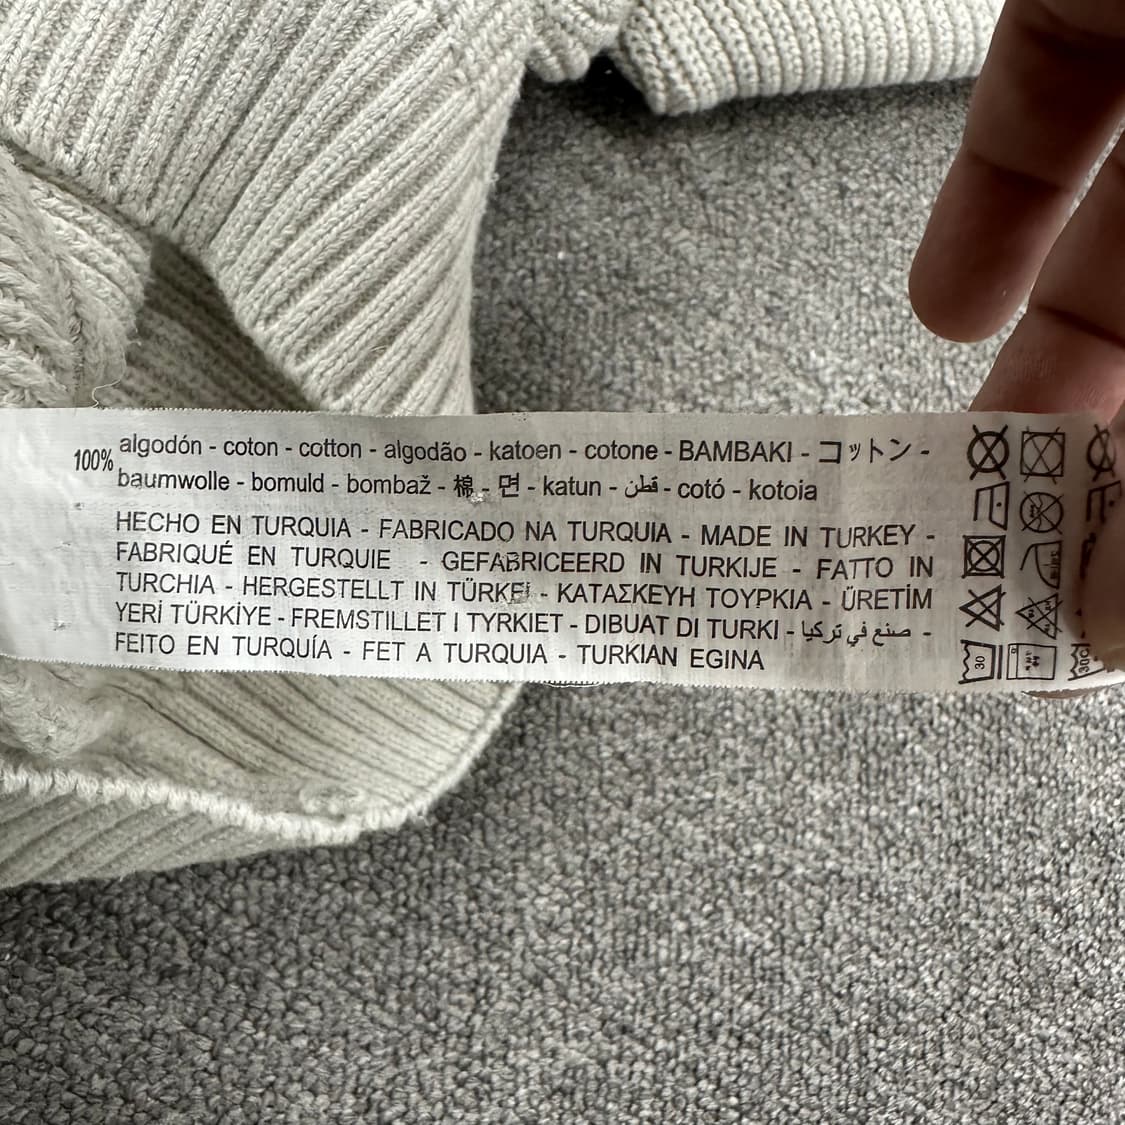 100% algodón - coton - cotton - algodão - katoen - cotone - BAMBAKI - コットン -
baumwolle - bomuld - bombaž - 棉 - 면 - katun - قطن - cotó - kotoia
HECHO EN TURQUIA - FABRICADO NA TURQUIA - MADE IN TURKEY -
FABRIQUÉ EN TURQUIE - GEFABRICEERD IN TURKIJE - FATTO IN
TURCHIA - HERGESTELLT IN TÜRKEI - ΚΑΤΑΣΚΕΥΗ ΤΟΥΡΚΙΑ - ÜRETİM
YERİ TÜRKİYE - FREMSTILLET I TYRKIET - DIBUAT DI TURKI - صنع في تركيا -
FEITO EN TURQUÍA - FET A TURQUIA - TURKIAN EGINA
30
30C